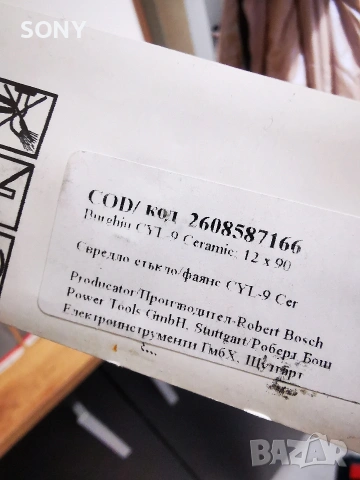 SONY
COD/ код 2608587166
Burghiu CYL-9 Ceramic; 12 x 90
Свредло стъкло/фаянс CYL-9 Cer
Producator/Производител-Robert Bosch
Power Tools GmbH, Stuttgart/Роберт Бош
Електроинструменти ГмбХ, Щутгарт
BAZAR